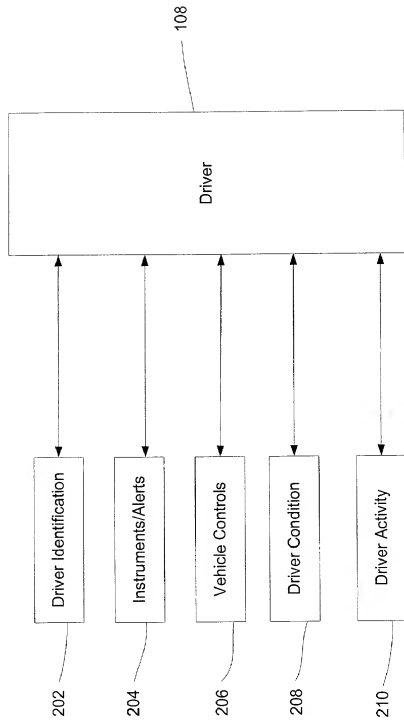 108
Driver
Driver Identification
Instruments/Alerts
Vehicle Controls
Driver Condition
Driver Activity
202
204
206
208
210